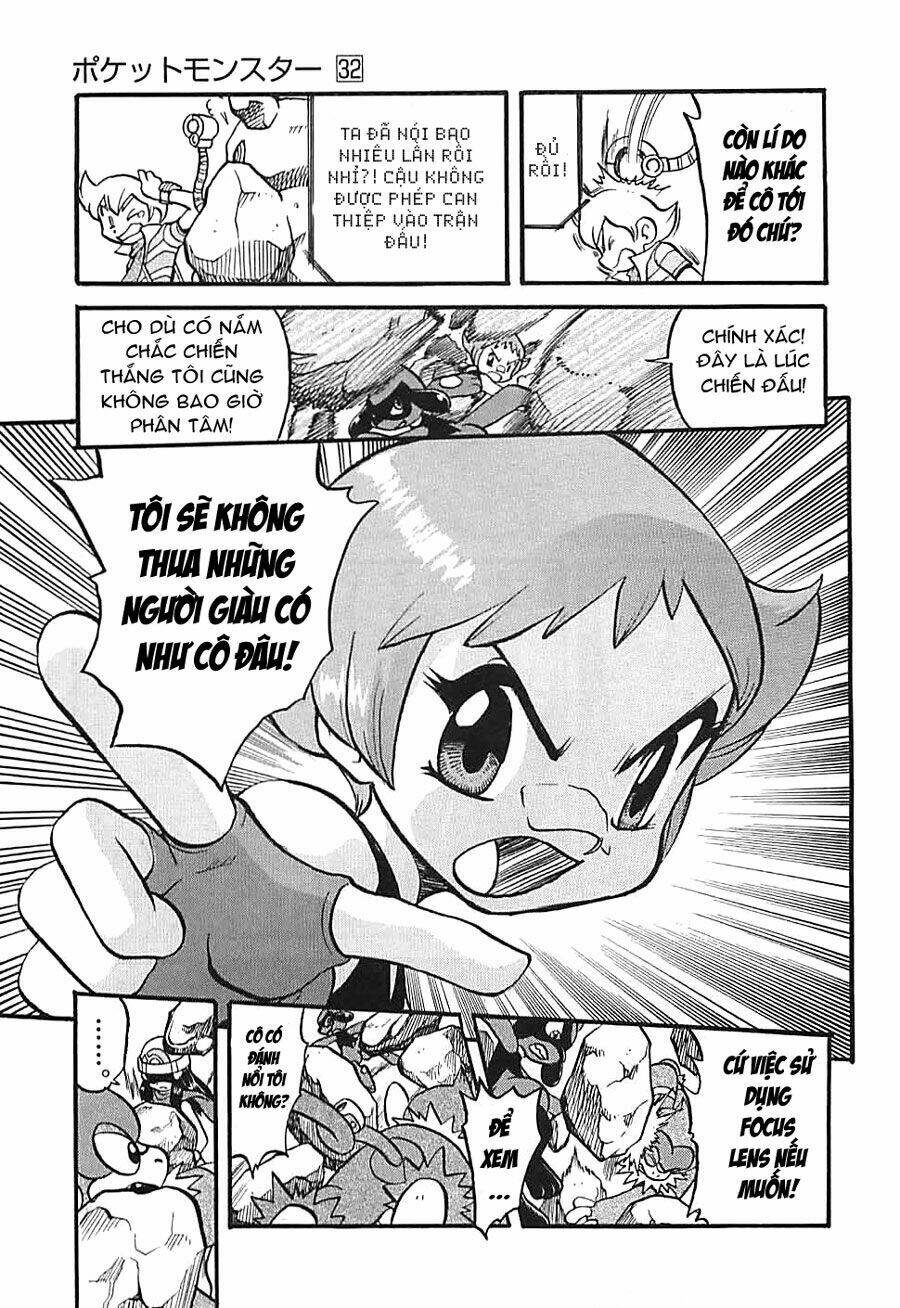 ポケットモンスター 32
CÒN LÍ DO
NÀO KHÁC
ĐỂ CÔ TỚI
ĐÓ CHỨ?
ĐỦ
RỒI!
TA ĐÃ NÓI BAO
NHIÊU LẦN RỒI
NHỈ?! CẬU KHÔNG
ĐƯỢC PHÉP CAN
THIỆP VÀO TRẬN
ĐẤU!
CHÍNH XÁC!
ĐÂY LÀ LÚC
CHIẾN ĐẤU!
CHO DÙ CÓ NẮM
CHẮC CHIẾN
THẮNG TÔI CŨNG
KHÔNG BAO GIỜ
PHÂN TÂM!
TÔI SẼ KHÔNG
THUA NHỮNG
NGƯỜI GIÀU CÓ
NHƯ CÔ ĐÂU!
CỨ VIỆC SỬ
DỤNG
FOCUS
LENS NẾU
MUỐN!
ĐỂ
XEM
...
CÔ CÓ
ĐÁNH
NỔI TÔI
KHÔNG?
......